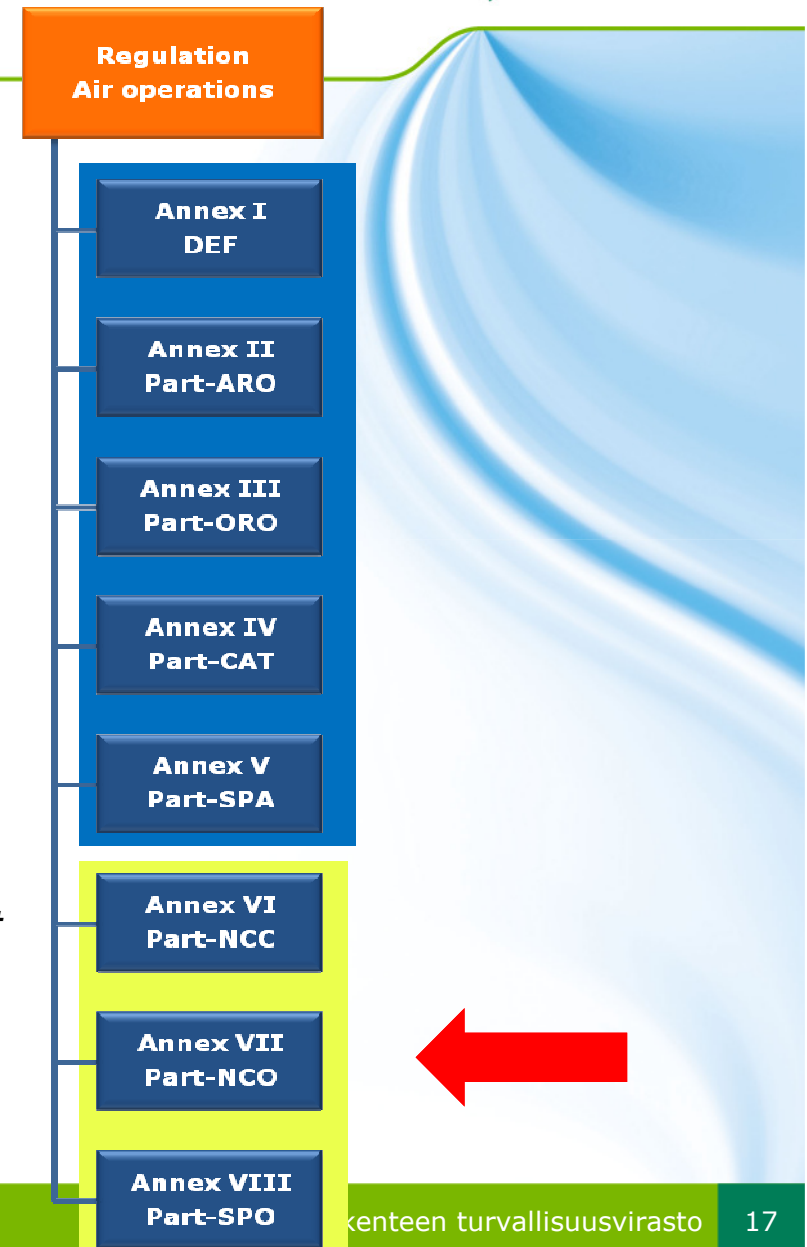 Regulation
Air operations
Annex I
DEF
Annex II
Part-ARO
Annex III
Part-ORO
Annex IV
Part-CAT
Annex V
Part-SPA
Annex VI
Part-NCC
Annex VII
Part-NCO
Annex VIII
Part-SPO
kenteen turvallisuusvirasto 17